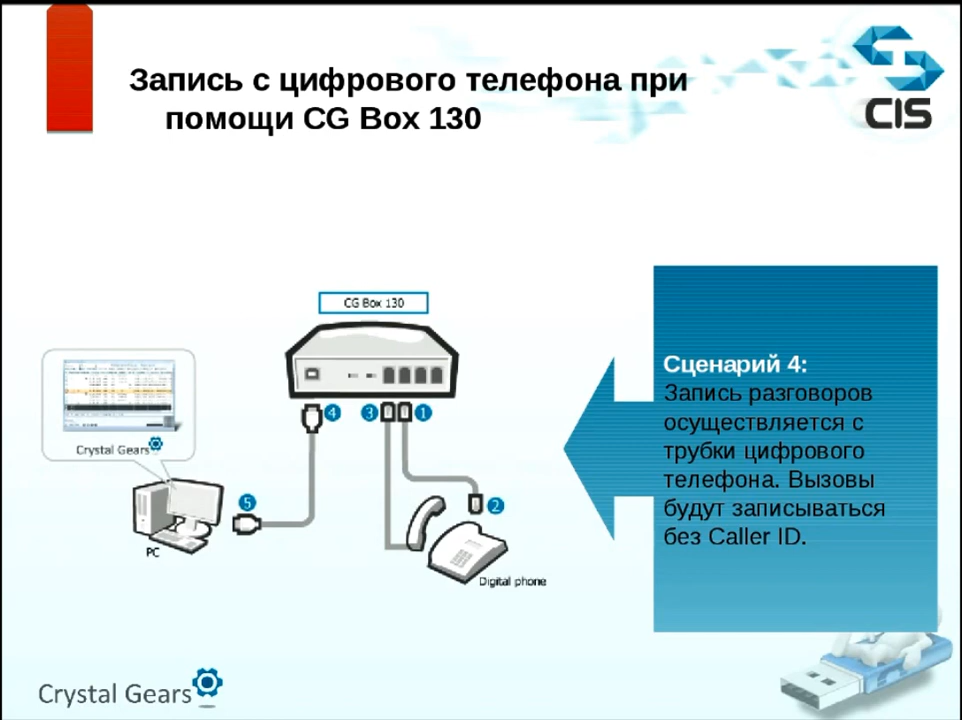 Запись с цифрового телефона при
помощи CG Box 130
CIS
CG Box 130
Crystal Gears
4
3
1
5
2
PC
Digital phone
Сценарий 4:
Запись разговоров
осуществляется с
трубки цифрового
телефона. Вызовы
будут записываться
без Caller ID.
Crystal Gears